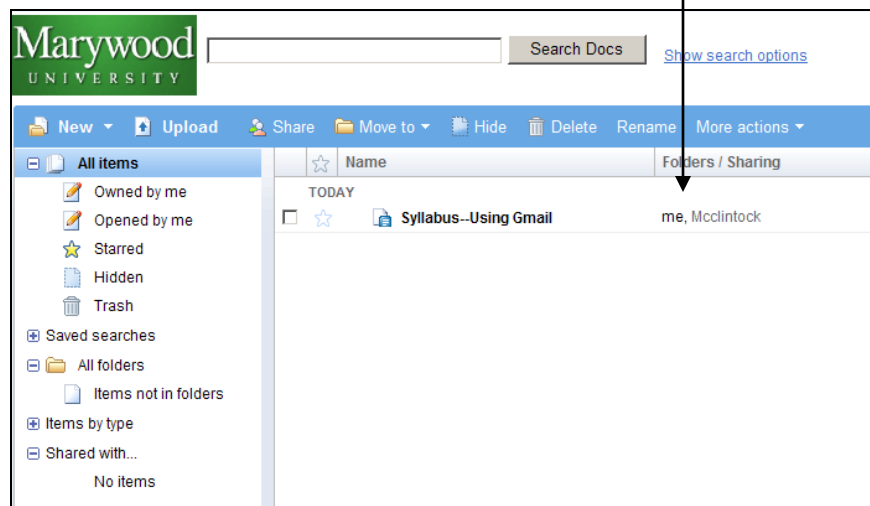 Marywood
UNIVERSITY
Search Docs
Show search options
New
Upload
Share
Move to
Hide
Delete
Rename
More actions
All items
Name
Folders / Sharing
Owned by me
TODAY
Opened by me
Syllabus--Using Gmail
me, Mcclintock
Starred
Hidden
Trash
Saved searches
All folders
Items not in folders
Items by type
Shared with...
No items